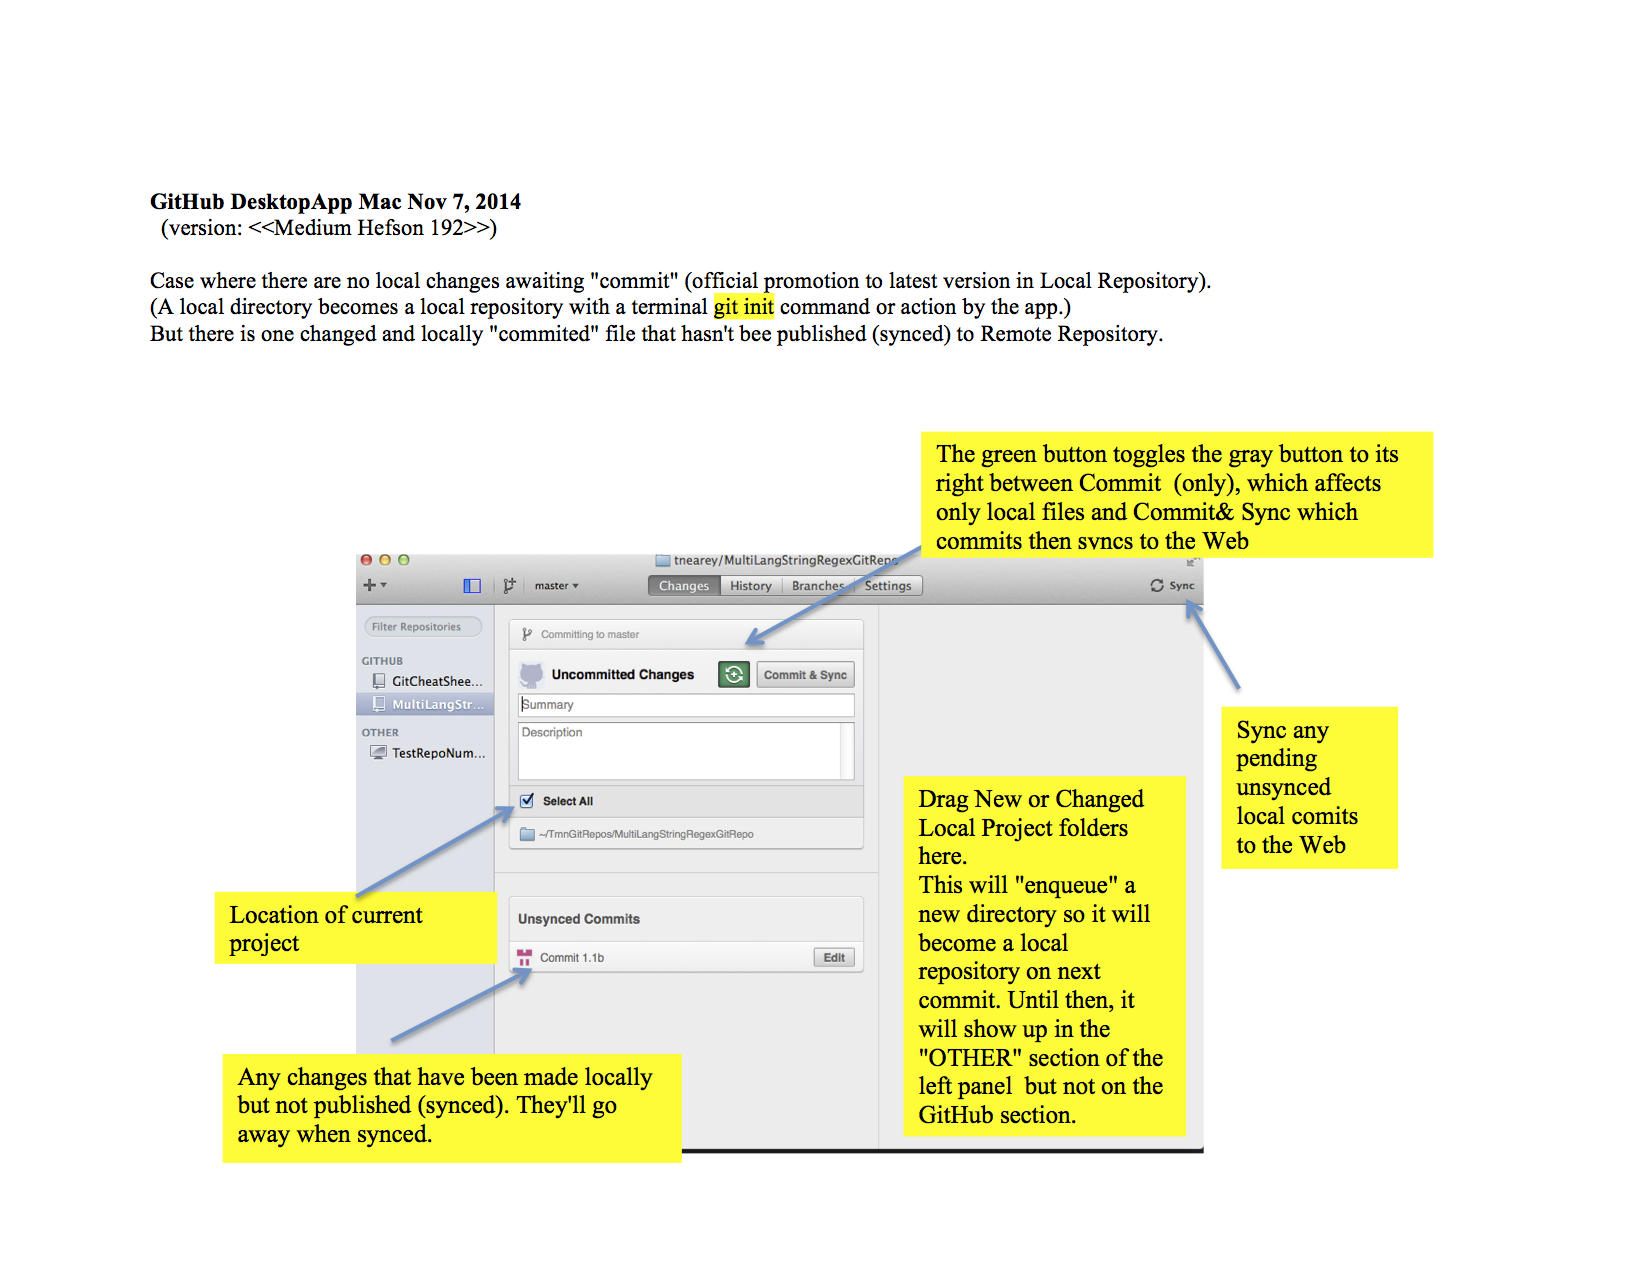 GitHub DesktopApp Mac Nov 7, 2014
(version: <<Medium Hefson 192>>)
Case where there are no local changes awaiting "commit" (official promotion to latest version in Local Repository).
(A local directory becomes a local repository with a terminal git init command or action by the app.)
But there is one changed and locally "commited" file that hasn't bee published (synced) to Remote Repository.
The green button toggles the gray button to its
right between Commit (only), which affects
only local files and Commit& Sync which
commits then syncs to the Web
tnearey/MultiLangStringRegexGitRepo
master
Changes History Branches Settings
Sync
Filter Repositories
GITHUB
GitCheatShee...
MultiLangStr...
OTHER
TestRepoNum...
Committing to master
Uncommitted Changes
Commit & Sync
Summary
Description
Select All
~/TmnGitRepos/MultiLangStringRegexGitRepo
Unsynced Commits
Commit 1.1b
Edit
Sync any
pending
unsynced
local comits
to the Web
Drag New or Changed
Local Project folders
here.
This will "enqueue" a
new directory so it will
become a local
repository on next
commit. Until then, it
will show up in the
"OTHER" section of the
left panel but not on the
GitHub section.
Location of current
project
Any changes that have been made locally
but not published (synced). They'll go
away when synced.